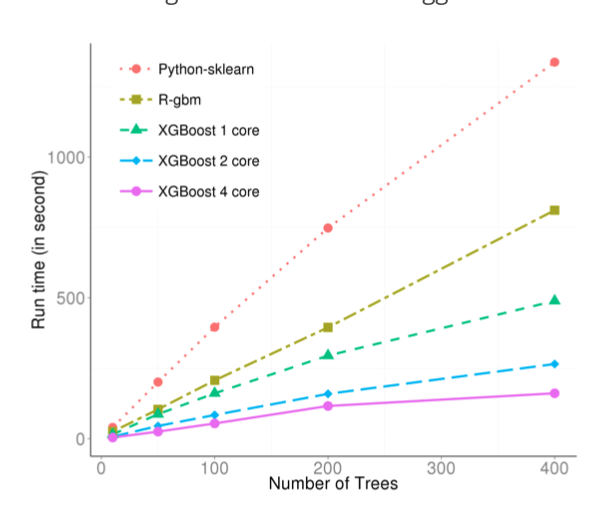 Python-sklearn
R-gbm
XGBoost 1 core
XGBoost 2 core
XGBoost 4 core
1000
500
0
Run time (in second)
0 100 200 300 400
Number of Trees